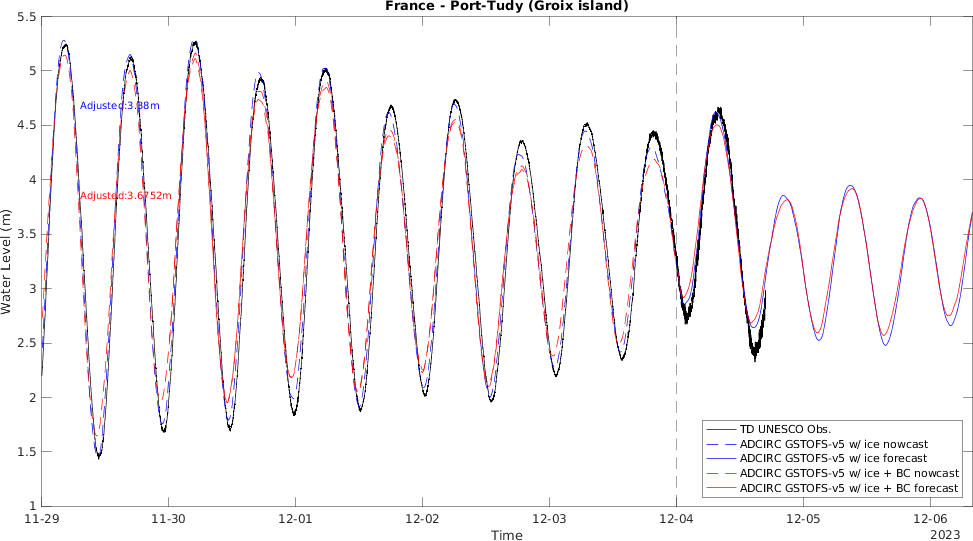 France - Port-Tudy (Groix island)
5.5
5
4.5
4
3.5
3
2.5
2
1.5
1
Water Level (m)
Adjusted:3.88m
Adjusted:3.6752m
TD UNESCO Obs.
ADCIRC GSTOFS-v5 w/ ice nowcast
ADCIRC GSTOFS-v5 w/ ice forecast
ADCIRC GSTOFS-v5 w/ ice + BC nowcast
ADCIRC GSTOFS-v5 w/ ice + BC forecast
11-29 11-30 12-01 12-02 12-03 12-04 12-05 12-06
Time
2023